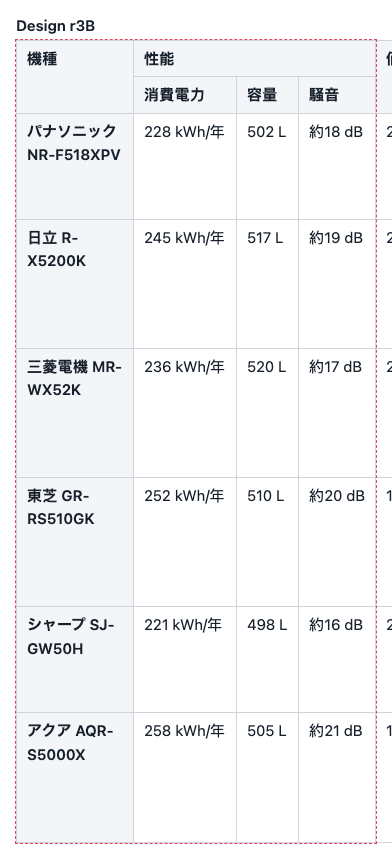 Design r3B
機種 性能
消費電力 容量 騒音
パナソニック 228 kWh/年 502 L 約18 dB
NR-F518XPV
日立 R- 245 kWh/年 517 L 約19 dB
X5200K
三菱電機 MR- 236 kWh/年 520 L 約17 dB
WX52K
東芝 GR- 252 kWh/年 510 L 約20 dB
RS510GK
シャープ SJ- 221 kWh/年 498 L 約16 dB
GW50H
アクア AQR- 258 kWh/年 505 L 約21 dB
S5000X